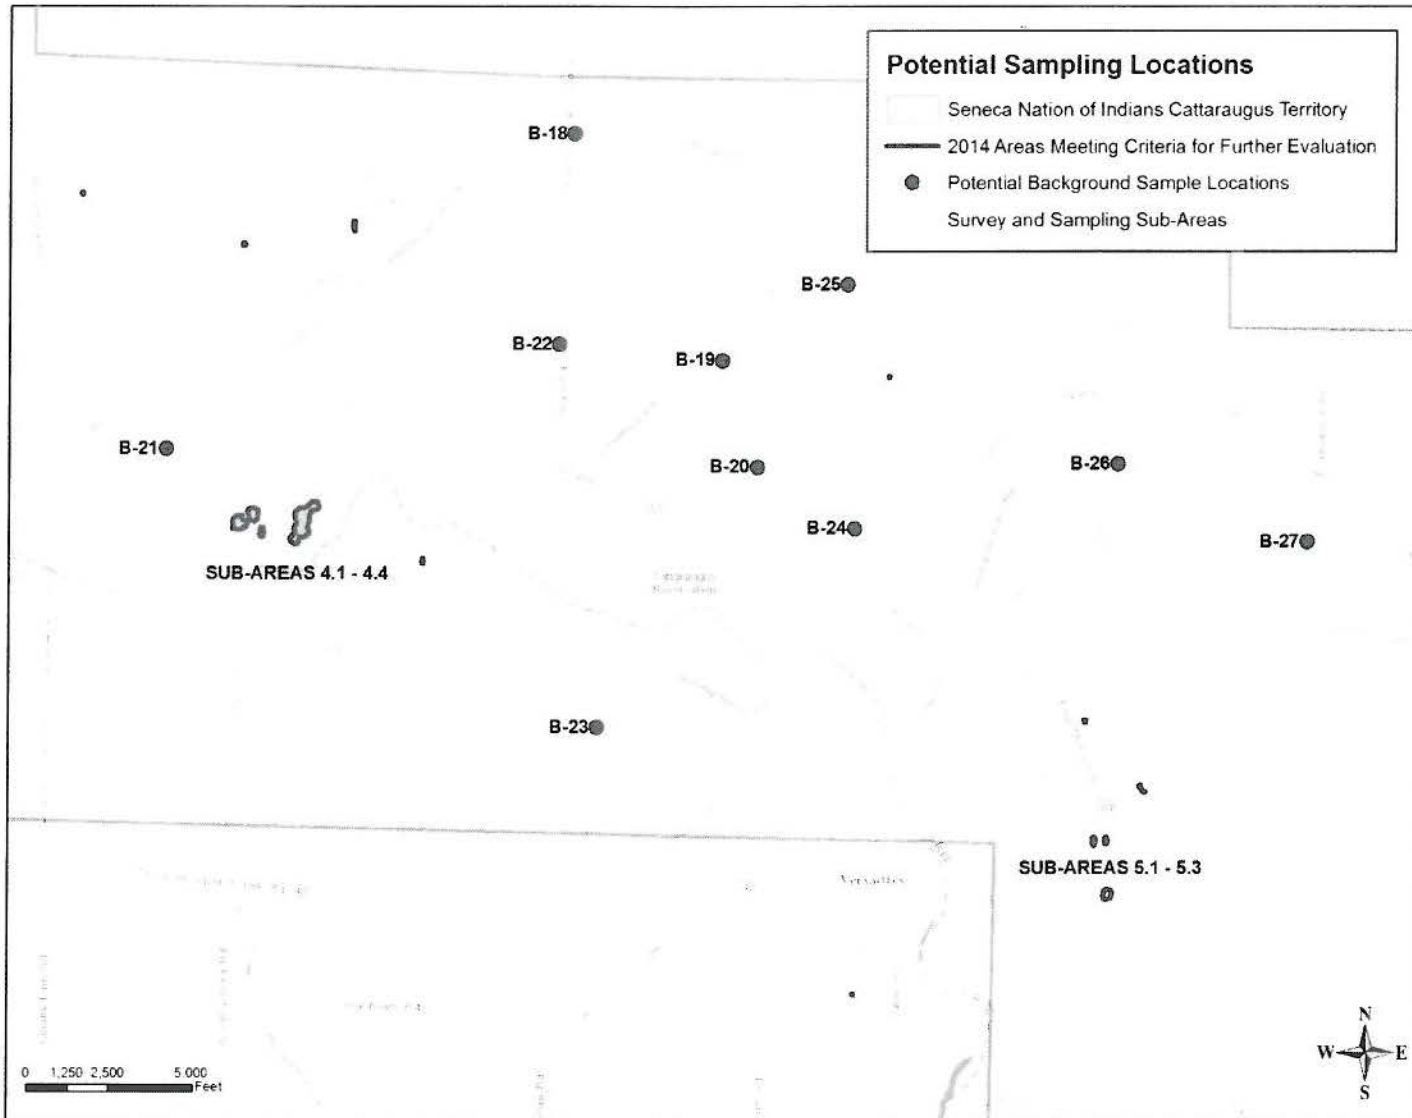 Potential Sampling Locations
Seneca Nation of Indians Cattaraugus Territory
2014 Areas Meeting Criteria for Further Evaluation
Potential Background Sample Locations
Survey and Sampling Sub-Areas
B-18
B-25
B-22
B-19
B-21
B-20
B-26
B-24
B-27
SUB-AREAS 4.1 - 4.4
B-23
SUB-AREAS 5.1 - 5.3
Versailles
N
W E
S
0 1,250 2,500 5,000
Feet